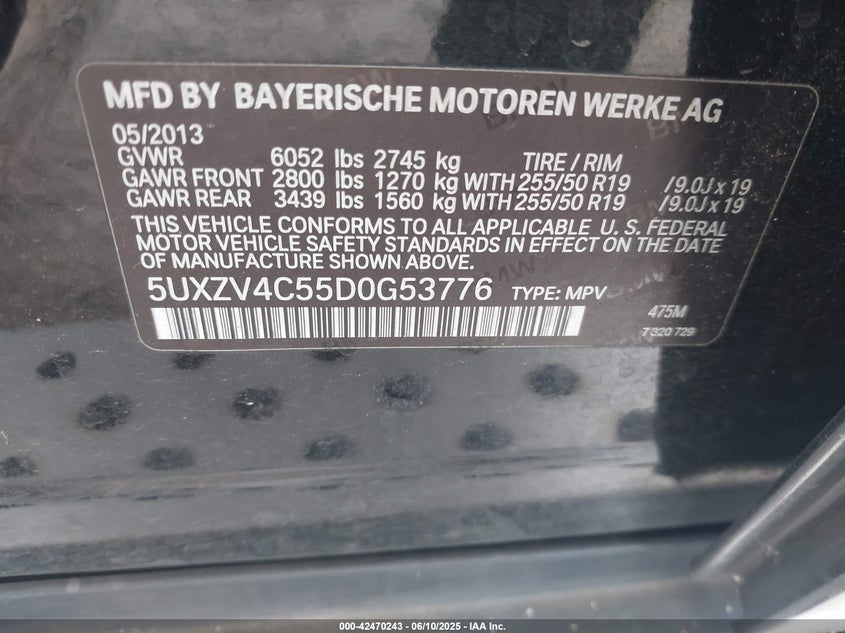 MFD BY BAYERISCHE MOTOREN WERKE AG
05/2013
GVWR 6052 lbs 2745 kg TIRE / RIM
GAWR FRONT 2800 lbs 1270 kg WITH 255/50 R19 /9.0J x 19
GAWR REAR 3439 lbs 1560 kg WITH 255/50 R19 /9.0J x 19
THIS VEHICLE CONFORMS TO ALL APPLICABLE U. S. FEDERAL
MOTOR VEHICLE SAFETY STANDARDS IN EFFECT ON THE DATE
OF MANUFACTURE SHOWN ABOVE.
5UXZV4C55D0G53776 TYPE: MPV
475M
7 320 729
000-42470243 - 06/10/2025 - IAA Inc.